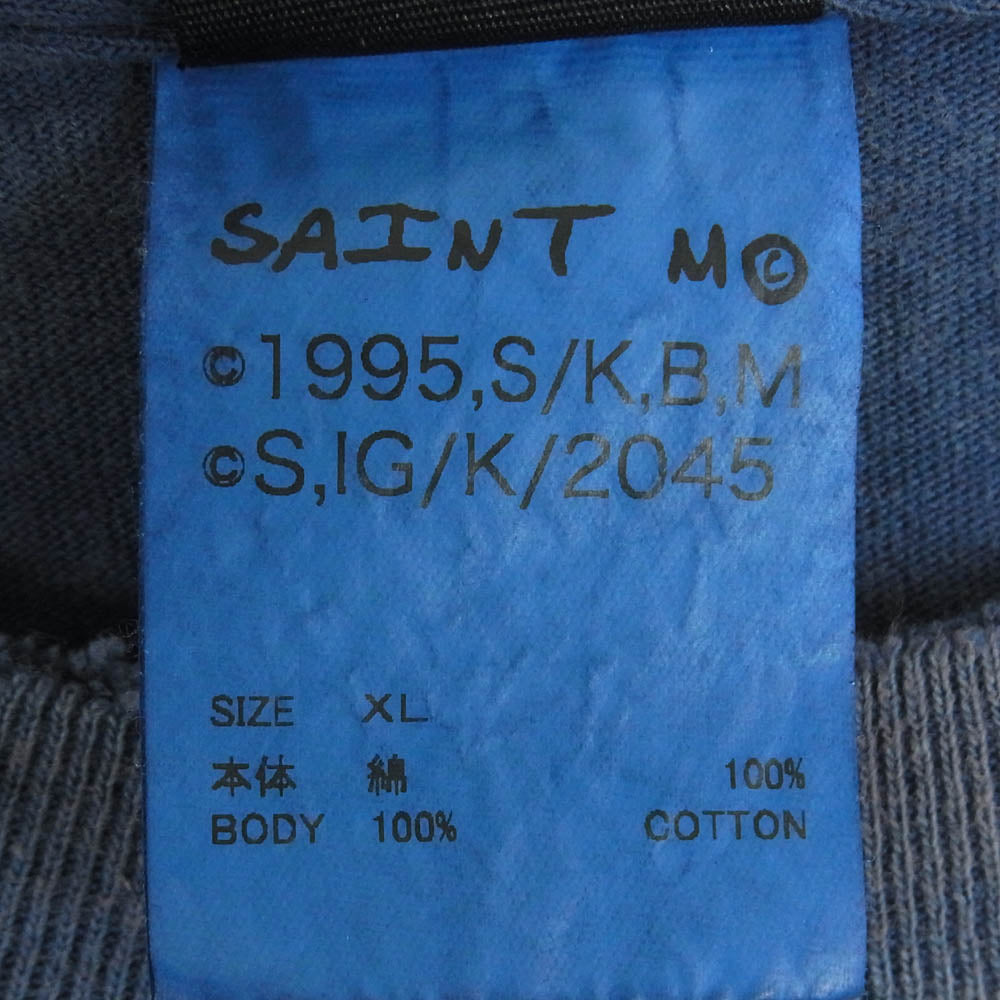 SAINT M©
©1995,S/K,B,M
©S,IG/K/2045
SIZE XL
本体 綿 100%
BODY 100% COTTON